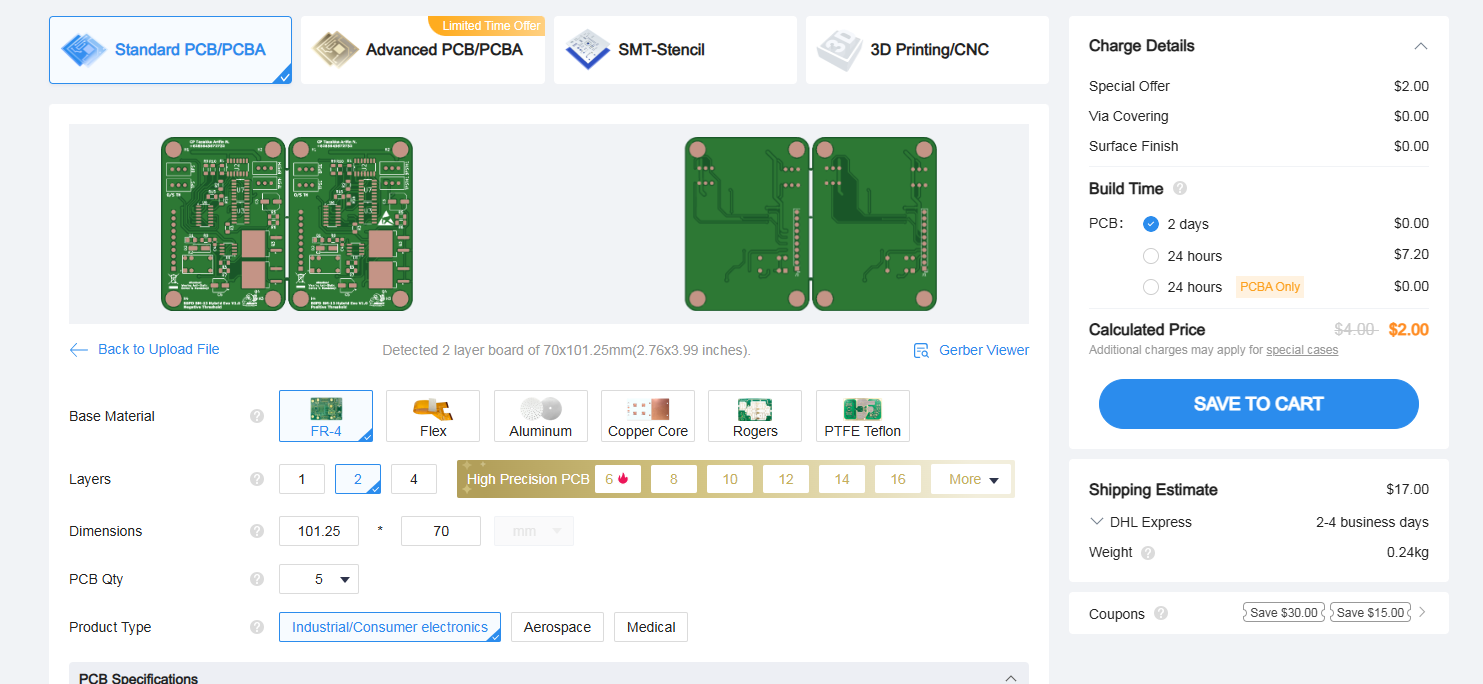 Limited Time Offer
Standard PCB/PCBA
Advanced PCB/PCBA
SMT-Stencil
3D Printing/CNC
Back to Upload File
Detected 2 layer board of 70x101.25mm(2.76x3.99 inches).
Gerber Viewer
Base Material
FR-4
Flex
Aluminum
Copper Core
Rogers
PTFE Teflon
Layers
1
2
4
High Precision PCB
6
8
10
12
14
16
More
Dimensions
101.25 * 70 mm
PCB Qty
5
Product Type
Industrial/Consumer electronics
Aerospace
Medical
PCB Specifications
Charge Details
Special Offer $2.00
Via Covering $0.00
Surface Finish $0.00
Build Time
PCB: 2 days $0.00
24 hours $7.20
24 hours PCBA Only $0.00
Calculated Price $4.00 $2.00
Additional charges may apply for special cases
SAVE TO CART
Shipping Estimate $17.00
DHL Express 2-4 business days
Weight 0.24kg
Coupons Save $30.00 Save $15.00